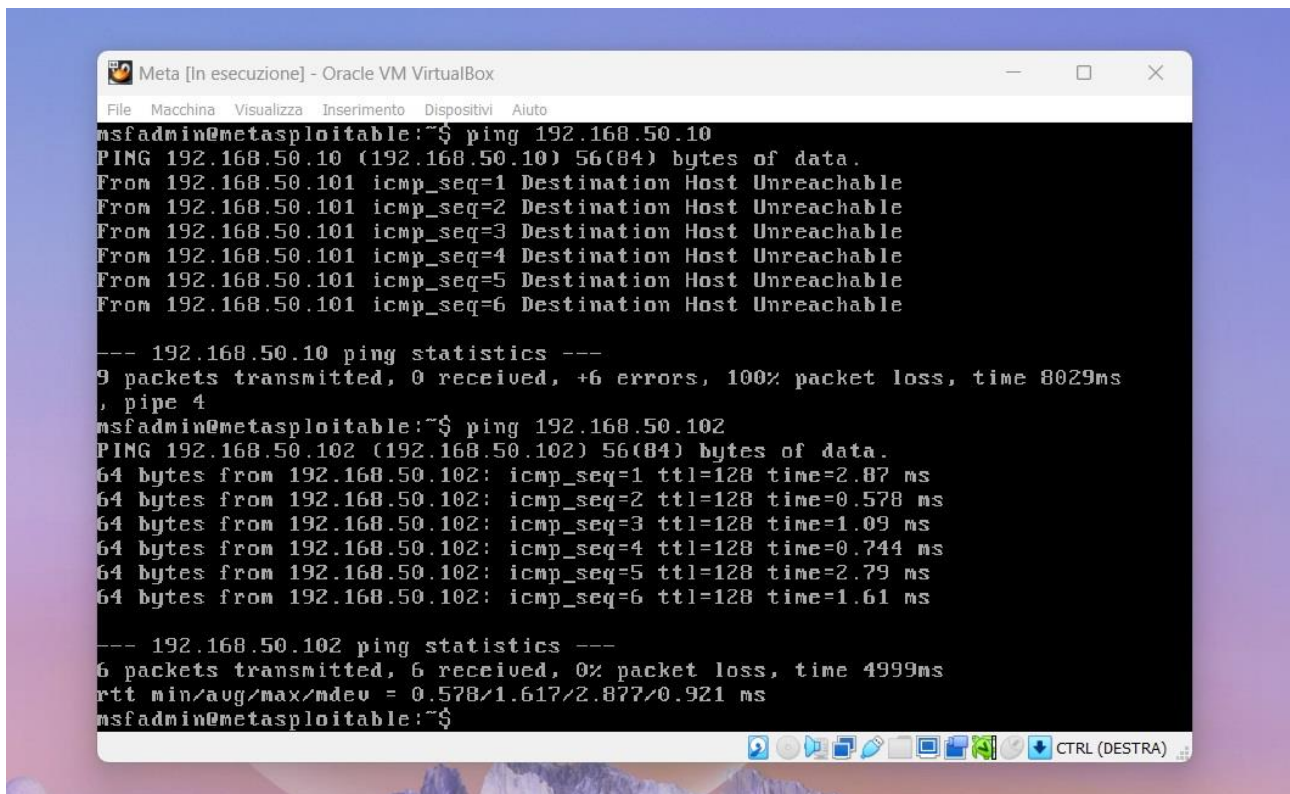 Meta [In esecuzione] - Oracle VM VirtualBox
File Macchina Visualizza Inserimento Dispositivi Aiuto
msfadmin@metasploitable:~$ ping 192.168.50.10
PING 192.168.50.10 (192.168.50.10) 56(84) bytes of data.
From 192.168.50.101 icmp_seq=1 Destination Host Unreachable
From 192.168.50.101 icmp_seq=2 Destination Host Unreachable
From 192.168.50.101 icmp_seq=3 Destination Host Unreachable
From 192.168.50.101 icmp_seq=4 Destination Host Unreachable
From 192.168.50.101 icmp_seq=5 Destination Host Unreachable
From 192.168.50.101 icmp_seq=6 Destination Host Unreachable
--- 192.168.50.10 ping statistics ---
9 packets transmitted, 0 received, +6 errors, 100% packet loss, time 8029ms
, pipe 4
msfadmin@metasploitable:~$ ping 192.168.50.102
PING 192.168.50.102 (192.168.50.102) 56(84) bytes of data.
64 bytes from 192.168.50.102: icmp_seq=1 ttl=128 time=2.87 ms
64 bytes from 192.168.50.102: icmp_seq=2 ttl=128 time=0.578 ms
64 bytes from 192.168.50.102: icmp_seq=3 ttl=128 time=1.09 ms
64 bytes from 192.168.50.102: icmp_seq=4 ttl=128 time=0.744 ms
64 bytes from 192.168.50.102: icmp_seq=5 ttl=128 time=2.79 ms
64 bytes from 192.168.50.102: icmp_seq=6 ttl=128 time=1.61 ms
--- 192.168.50.102 ping statistics ---
6 packets transmitted, 6 received, 0% packet loss, time 4999ms
rtt min/avg/max/mdev = 0.578/1.617/2.877/0.921 ms
msfadmin@metasploitable:~$
CTRL (DESTRA)